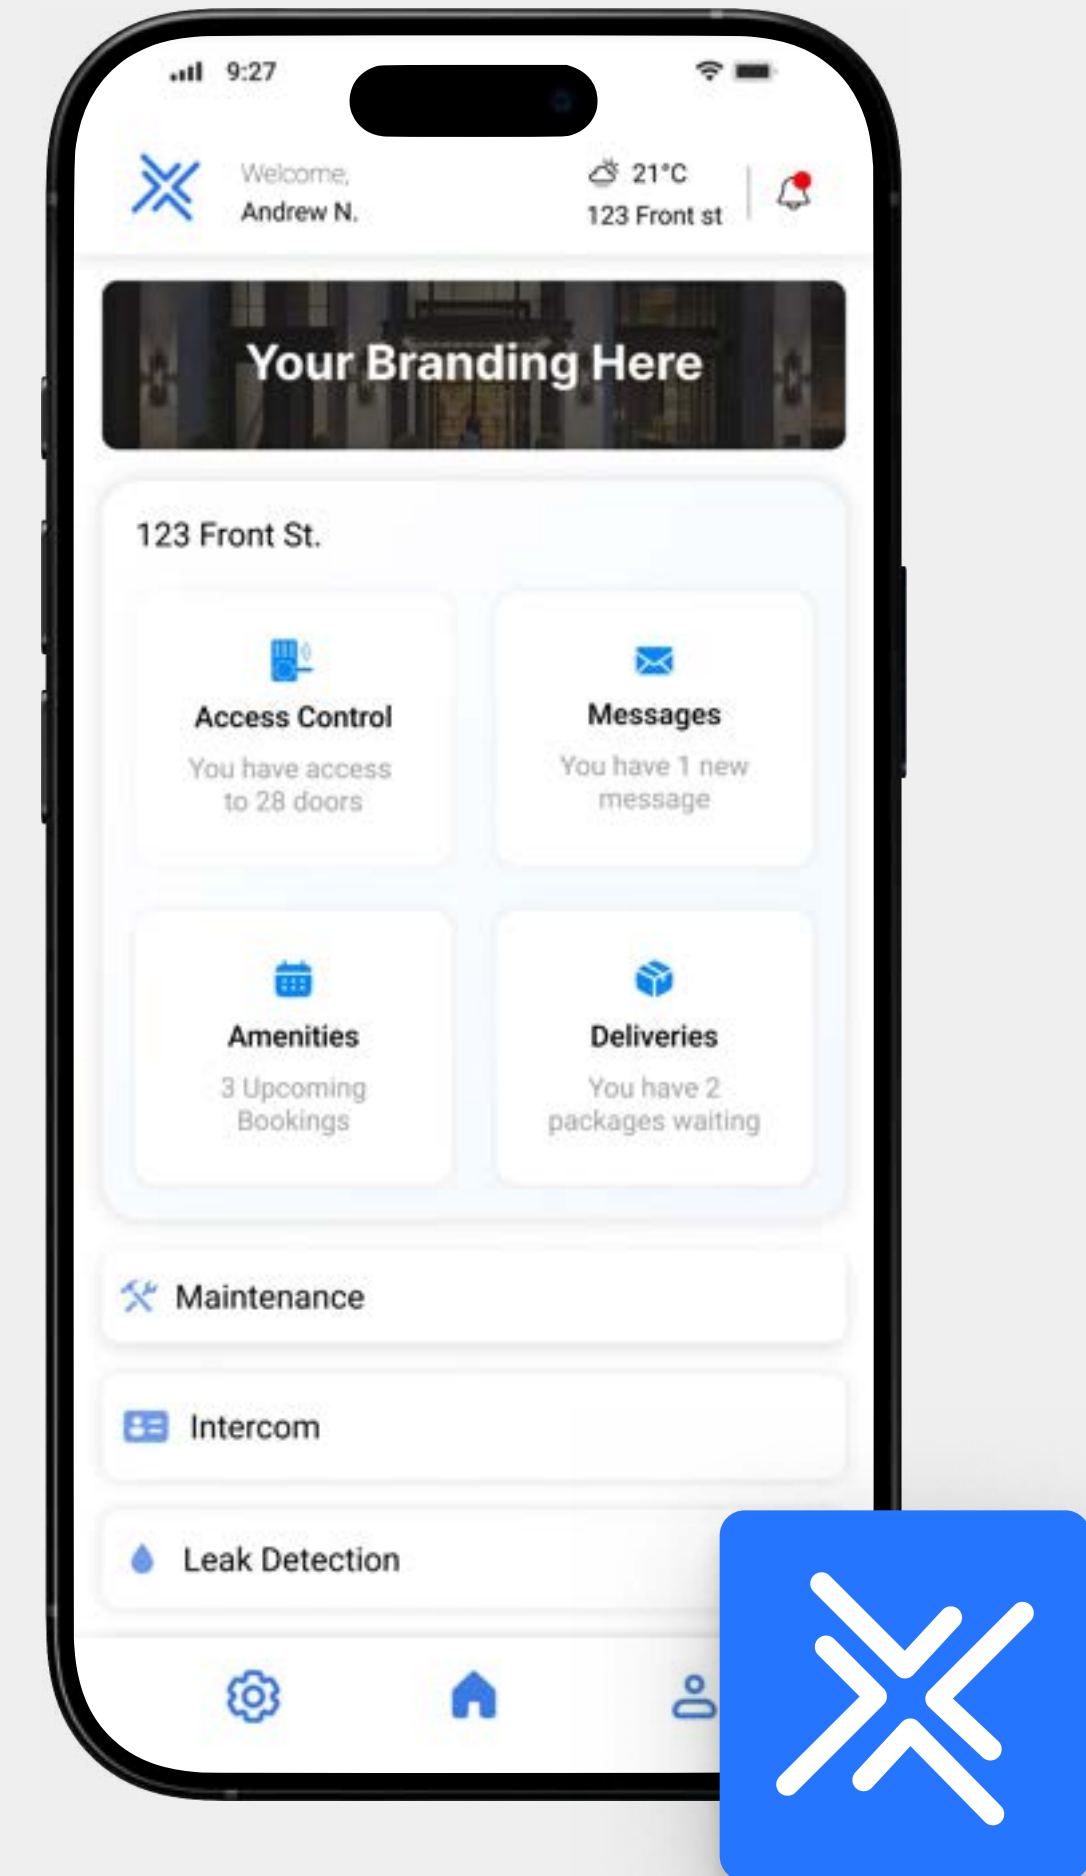 9:27
Welcome,
Andrew N.
21°C
123 Front st
Your Branding Here
123 Front St.
Access Control
You have access
to 28 doors
Messages
You have 1 new
message
Amenities
3 Upcoming
Bookings
Deliveries
You have 2
packages waiting
Maintenance
Intercom
Leak Detection